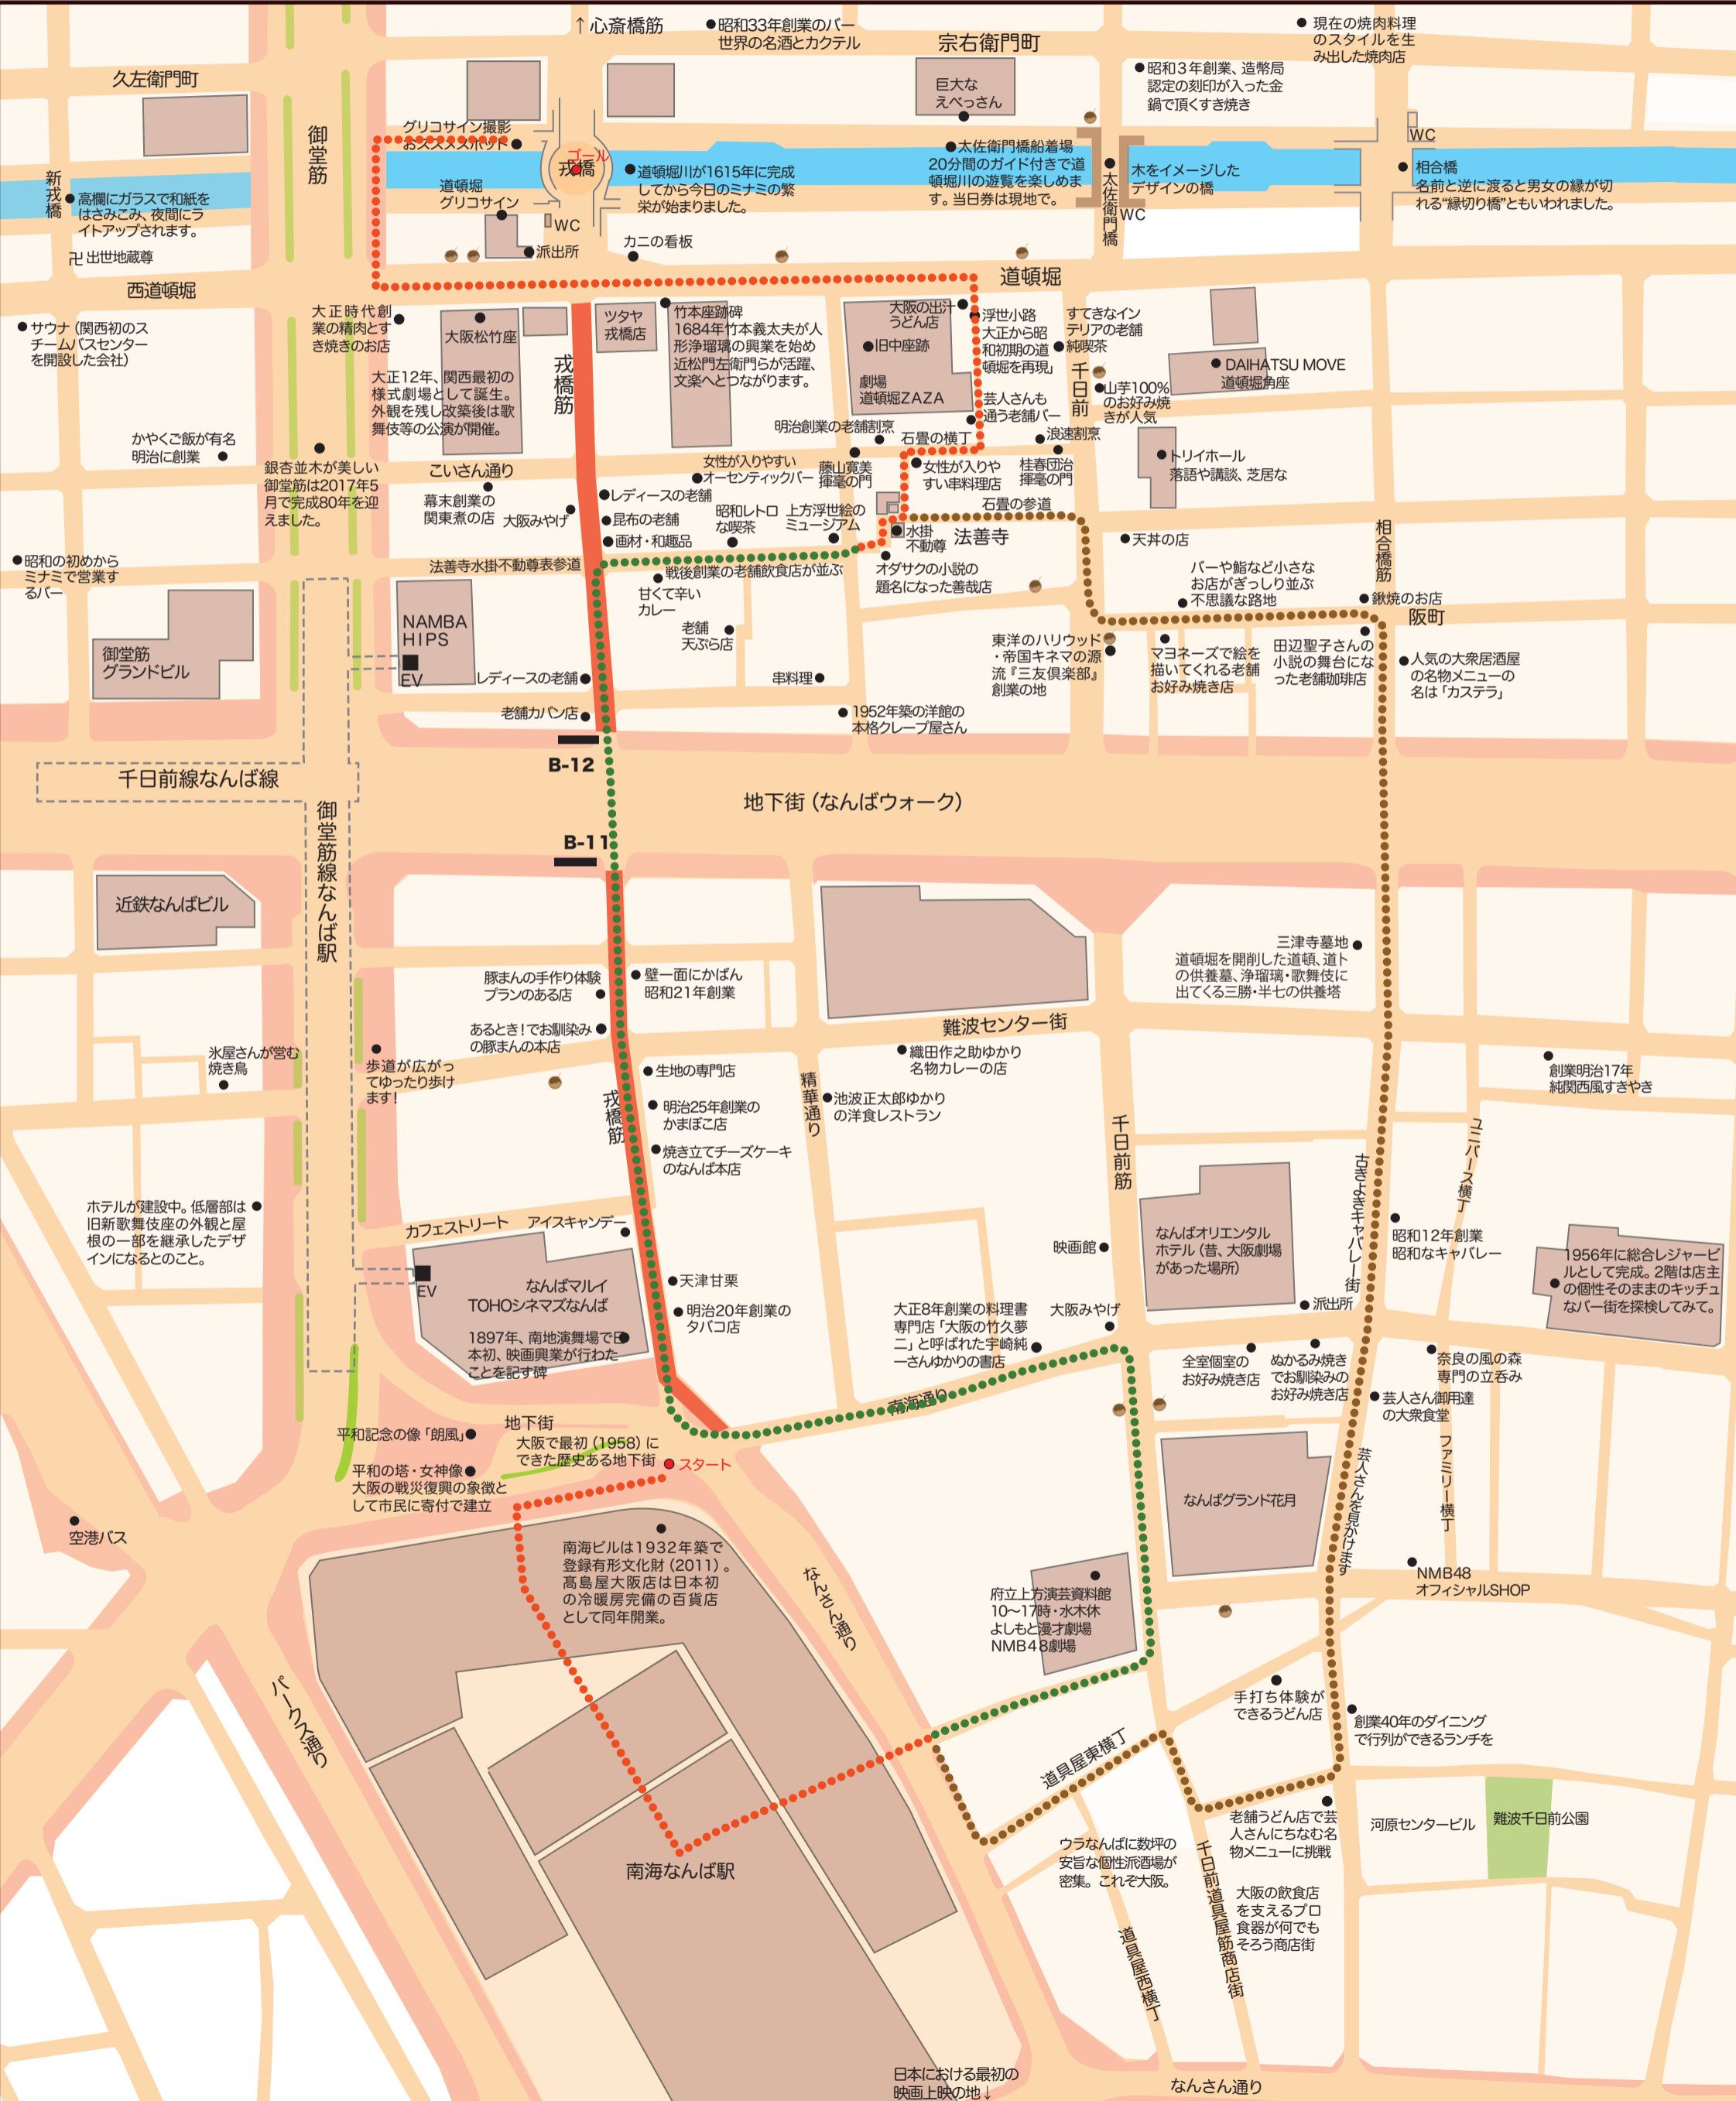 ↑心斎橋筋
昭和33年創業のバー
世界の名酒とカクテル
宗右衛門町
現在の焼肉料理
のスタイルを生
み出した焼肉店
久左衛門町
御堂筋
昭和3年創業、造幣局
認定の刻印が入った金
鍋で頂くすき焼き
巨大な
えべっさん
グリコサイン撮影
おススメスポット
ゴール
戎橋
WC
新戎橋
高欄にガラスで和紙を
はさみこみ、夜間にラ
イトアップされます。
卍出世地蔵尊
道頓堀
グリコサイン
WC
派出所
道頓堀川が1615年に完成
してから今日のミナミの繁
栄が始まりました。
カニの看板
太佐衛門橋船着場
20分間のガイド付きで道
頓堀川の遊覧を楽しめま
す。当日券は現地で。
太佐衛門橋
木をイメージした
デザインの橋
WC
相合橋
名前と逆に渡ると男女の縁が切
れる“縁切り橋”ともいわれました。
西道頓堀
道頓堀
サウナ（関西初のス
チームバスセンター
を開設した会社）
大正時代創
業の精肉とす
き焼きのお店
大阪松竹座
大正12年、関西最初の
様式劇場として誕生。
外観を残し改築後は歌
舞伎等の公演が開催。
戎橋筋
ツタヤ
戎橋店
竹本座跡碑
1684年竹本義太夫が人
形浄瑠璃の興業を始め
近松門左衛門らが活躍、
文楽へとつながります。
大阪の出汁
うどん店
旧中座跡
劇場
道頓堀ZAZA
浮世小路
大正から昭
和初期の道
頓堀を再現」
すてきなイン
テリアの老舗
純喫茶
千日前
山芋100%
のお好み焼
きが人気
DAIHATSU MOVE
道頓堀角座
芸人さんも
通う老舗バー
明治創業の老舗割烹
石畳の横丁
浪速割烹
かやくご飯が有名
明治に創業
銀杏並木が美しい
御堂筋は2017年5
月で完成80年を迎
えました。
こいさん通り
女性が入りやすい
オーセンティックバー
藤山寛美
揮毫の門
女性が入りや
すい串料理店
桂春団治
揮毫の門
トリイホール
落語や講談、芝居な
幕末創業の
関東煮の店
大阪みやげ
レディースの老舗
昆布の老舗
画材・和趣品
昭和レトロ
な喫茶
上方浮世絵の
ミュージアム
石畳の参道
水掛
不動尊
法善寺
天丼の店
相合橋筋
昭和の初めから
ミナミで営業す
るバー
法善寺水掛不動尊表参道
戦後創業の老舗飲食店が並ぶ
甘くて辛い
カレー
オダサクの小説の
題名になった善哉店
バーや鮨など小さな
お店がぎっしり並ぶ
不思議な路地
鍬焼のお店
阪町
御堂筋
グランドビル
NAMBA
HIPS
EV
老舗
天ぷら店
レディースの老舗
串料理
老舗カバン店
1952年築の洋館の
本格クレープ屋さん
東洋のハリウッド
・帝国キネマの源
流『三友倶楽部』
創業の地
マヨネーズで絵を
描いてくれる老舗
お好み焼き店
田辺聖子さんの
小説の舞台にな
った老舗珈琲店
人気の大衆居酒屋
の名物メニューの
名は「カステラ」
B-12
千日前線なんば線
地下街（なんばウォーク）
御堂筋線なんば駅
B-11
近鉄なんばビル
豚まんの手作り体験
プランのある店
壁一面にかばん
昭和21年創業
三津寺墓地
道頓堀を開削した道頓、道ト
の供養墓、浄瑠璃・歌舞伎に
出てくる三勝・半七の供養塔
難波センター街
あるとき！でお馴染み
の豚まんの本店
氷屋さんが営む
焼き鳥
歩道が広がっ
てゆったり歩け
ます！
戎橋筋
生地の専門店
明治25年創業の
かまぼこ店
精華通り
織田作之助ゆかり
名物カレーの店
池波正太郎ゆかり
の洋食レストラン
創業明治17年
純関西風すきやき
焼き立てチーズケーキ
のなんば本店
千日前筋
古きよきキャバレー街
ユニバース横丁
ホテルが建設中。低層部は
旧新歌舞伎座の外観と屋
根の一部を継承したデザ
インになるとのこと。
カフェストリート
アイスキャンデー
映画館
なんばオリエンタル
ホテル（昔、大阪劇場
があった場所）
昭和12年創業
昭和なキャバレー
1956年に総合レジャービ
ルとして完成。2階は店主
の個性そのままのキッチュ
なバー街を探検してみて。
EV
なんばマルイ
TOHOシネマズなんば
1897年、南地演舞場で日
本初、映画興業が行わた
ことを記す碑
天津甘栗
明治20年創業の
タバコ店
大正8年創業の料理書
専門店「大阪の竹久夢
二」と呼ばれた宇崎純
一さんゆかりの書店
大阪みやげ
派出所
全室個室の
お好み焼き店
ぬかるみ焼き
でお馴染みの
お好み焼き店
奈良の風の森
専門の立呑み
芸人さん御用達
の大衆食堂
南海通り
地下街
大阪で最初（1958）に
できた歴史ある地下街
スタート
平和記念の像「朗風」
平和の塔・女神像
大阪の戦災復興の象徴と
して市民に寄付で建立
ファミリー横丁
芸人さんを見かけます
なんばグランド花月
空港バス
南海ビルは1932年築で
登録有形文化財（2011）。
髙島屋大阪店は日本初
の冷暖房完備の百貨店
として同年開業。
なんさん通り
府立上方演芸資料館
10～17時・水木休
よしもと漫才劇場
NMB48劇場
NMB48
オフィシャルSHOP
パークス通り
手打ち体験が
できるうどん店
創業40年のダイニング
で行列ができるランチを
道具屋東横丁
老舗うどん店で芸
人さんにちなむ名
物メニューに挑戦
河原センタービル
難波千日前公園
南海なんば駅
ウラなんばに数坪の
安旨な個性派酒場が
密集。これぞ大阪。
千日前道具屋筋商店街
大阪の飲食店
を支えるプロ
食器が何でも
そろう商店街
道具屋西横丁
日本における最初の
映画上映の地↓
なんさん通り